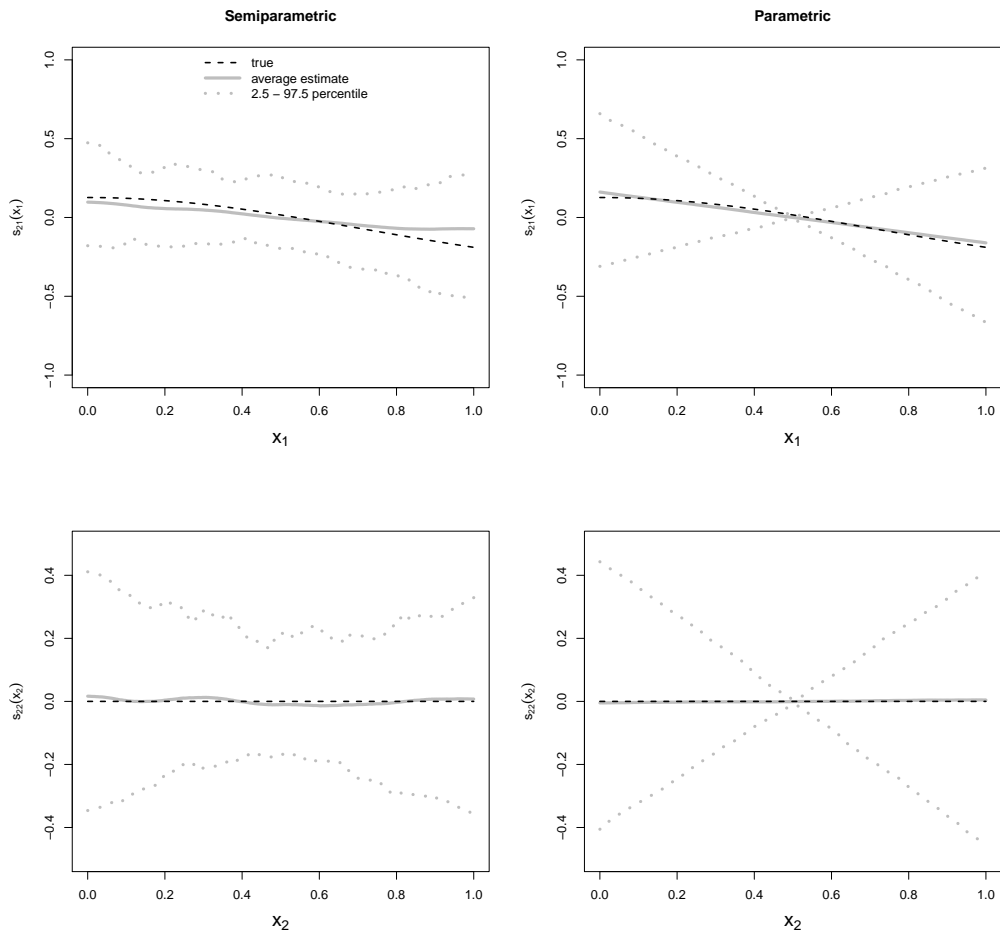 Semiparametric
Parametric
true
average estimate
2.5 − 97.5 percentile
s₂₁(x₁)
1.0
0.5
0.0
−0.5
−1.0
0.0 0.2 0.4 0.6 0.8 1.0
x₁
s₂₁(x₁)
1.0
0.5
0.0
−0.5
−1.0
0.0 0.2 0.4 0.6 0.8 1.0
x₁
s₂₂(x₂)
0.4
0.2
0.0
−0.2
−0.4
0.0 0.2 0.4 0.6 0.8 1.0
x₂
s₂₂(x₂)
0.4
0.2
0.0
−0.2
−0.4
0.0 0.2 0.4 0.6 0.8 1.0
x₂